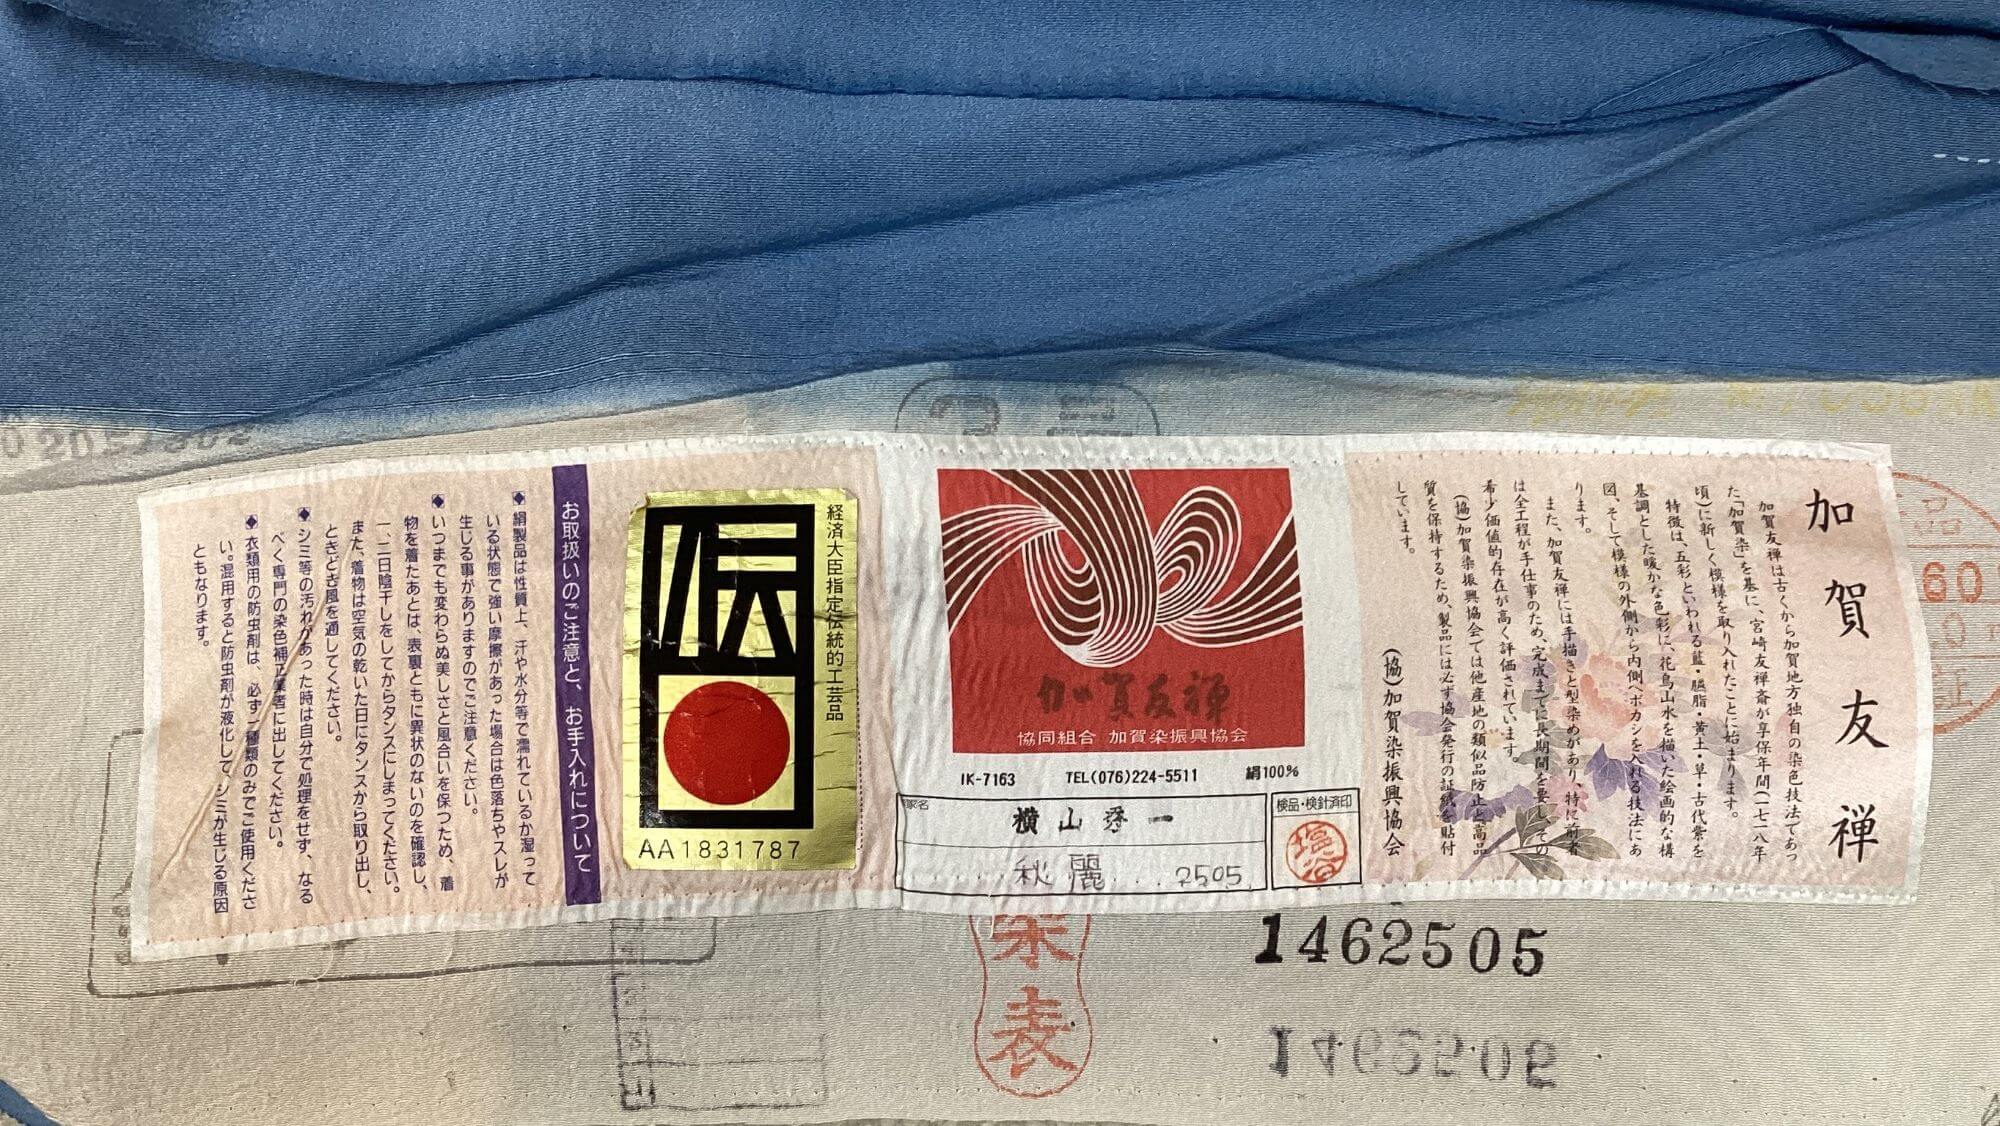 加賀友禅
加賀友禅は古くから加賀地方独自の染色技法であっ
た「加賀染」を基に、宮崎友禅斎が享保年間(一七一八年
頃)に新しく模様を取り入れたことに始まります。
特徴は、五彩といわれる藍・臙脂・黄土・草・古代紫を
基調とした暖かな色彩に、花鳥山水を描いた絵画的な構
図、そして模様の外側から内側へボカシを入れる技法にあ
ります。
また、加賀友禅には手描きと型染めがあり、特に前者
は全工程が手仕事のため、完成までに長期間を要し、その
希少価値的存在が高く評価されています。
(協)加賀染振興協会では他産地の類似品防止と高品
質を保持するため、製品には必ず協会発行の証紙を貼付
しています。
(協)加賀染振興協会
加賀友禅
協同組合 加賀染振興協会
IK-7163 TEL(076)224-5511 絹100%
家名
横山秀一
秋麗 2505
検品・検針済印
塩谷
経済大臣指定伝統的工芸品
伝
AA1831787
お取扱いのご注意と、お手入れについて
◆絹製品は性質上、汗や水分等で濡れているか湿って
いる状態で強い摩擦があった場合は色落ちやスレが
生じる事がありますのでご注意ください。
◆いつまでも変わらぬ美しさと風合いを保つため、着
物を着たあとは、表裏ともに異状のないのを確認し、
一、二日陰干しをしてからタンスにしまってください。
また、着物は空気の乾いた日にタンスから取り出し、
ときどき風を通してください。
◆シミ等の汚れがあった時は自分で処理をせず、なる
べく専門の染色補正業者に出してください。
◆衣類用の防虫剤は、必ず一種類のみでご使用くださ
い。混用すると防虫剤が液化してシミが生じる原因
ともなります。
表
1462505